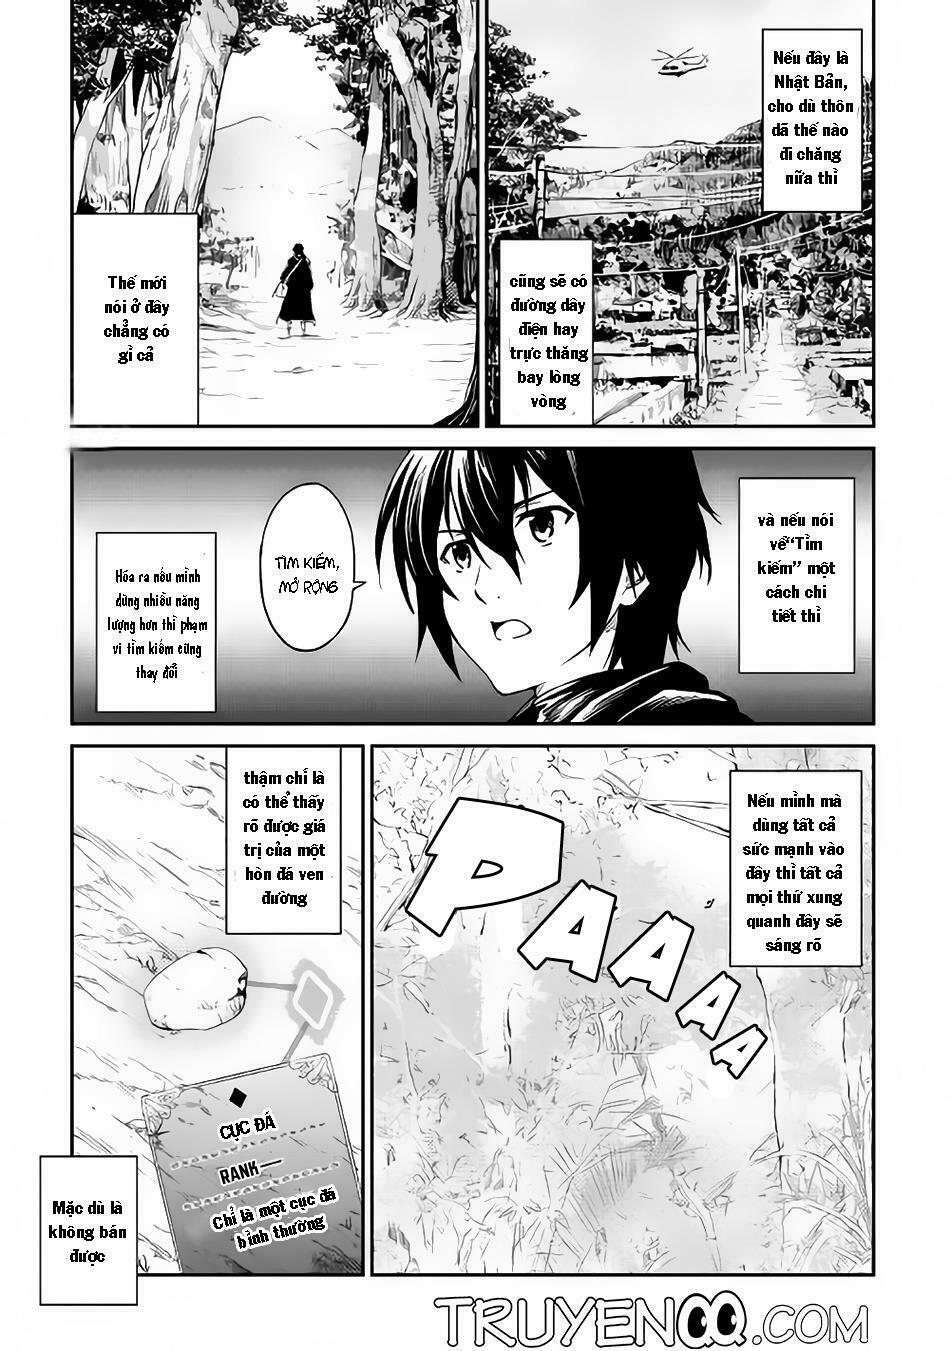 Nếu đây là
Nhật Bản,
cho dù thôn
dã thế nào
đi chăng
nữa thì
cũng sẽ có
đường dây
điện hay
trực thăng
bay lòng
vòng
Thế mới
nói ở đây
chẳng có
gì cả
và nếu nói
về "Tìm
kiếm" một
cách chi
tiết thì
TÌM KIẾM,
MỞ RỘNG
Hóa ra nếu mình
dùng nhiều năng
lượng hơn thì phạm
vi tìm kiếm cũng
thay đổi
Nếu mình mà
dùng tất cả
sức mạnh vào
đây thì tất cả
mọi thứ xung
quanh đây sẽ
sáng rõ
PAAAAA
thậm chí là
có thể thấy
rõ được giá
trị của một
hòn đá ven
đường
CỤC ĐÁ
RANK—
Chỉ là một cục đá
bình thường
Mặc dù là
không bán
được
TRUYENQQ.COM